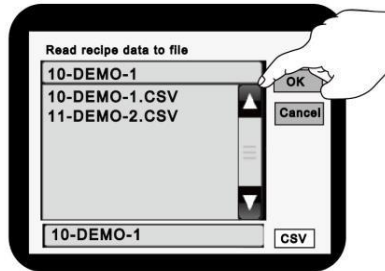 Read recipe data to file
10-DEMO-1
OK
10-DEMO-1.CSV
Cancel
11-DEMO-2.CSV
10-DEMO-1
CSV